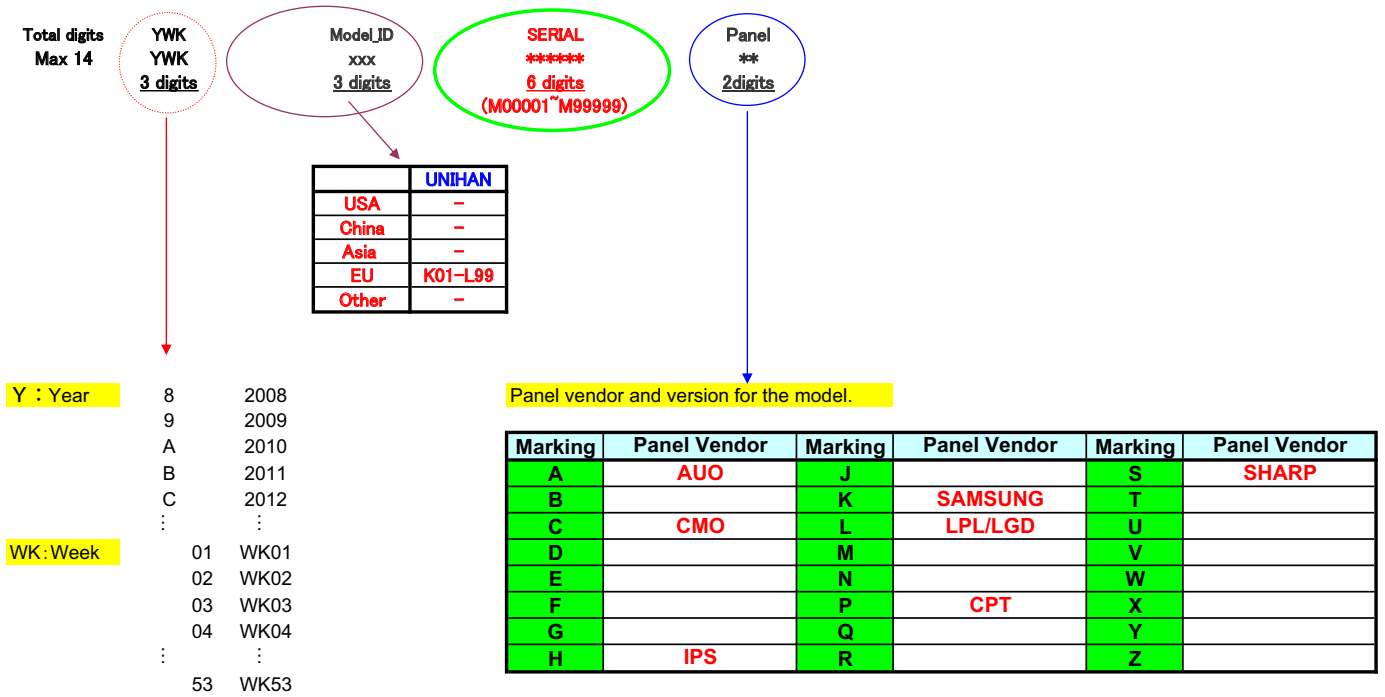 Total digits YWK Model_ID SERIAL Panel
Max 14 YWK xxx ****** **
3 digits 3 digits 6 digits 2digits
(M00001~M99999)
UNIHAN
USA -
China -
Asia -
EU K01-L99
Other -
Y：Year 8 2008
9 2009
A 2010
B 2011
C 2012
⋮ ⋮
WK:Week 01 WK01
02 WK02
03 WK03
04 WK04
⋮ ⋮
53 WK53
Panel vendor and version for the model.
Marking Panel Vendor Marking Panel Vendor Marking Panel Vendor
A AUO J S SHARP
B K SAMSUNG T
C CMO L LPL/LGD U
D M V
E N W
F P CPT X
G Q Y
H IPS R Z